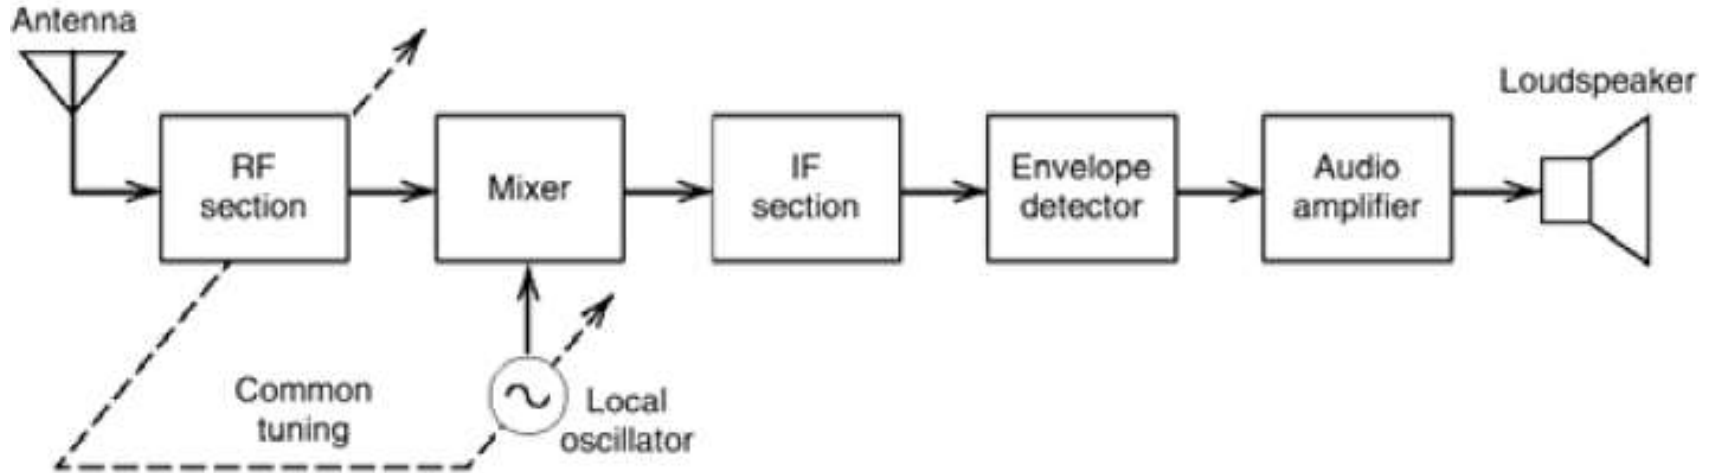 Antenna
Loudspeaker
RF
section
Mixer
IF
section
Envelope
detector
Audio
amplifier
Common
tuning
Local
oscillator